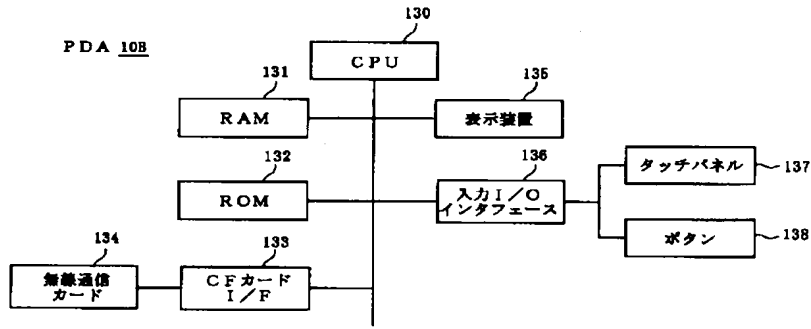 PDA 10B
130
CPU
131
RAM
135
表示装置
132
ROM
136
入力I/O
インタフェース
タッチパネル
137
ボタン
138
134
無線通信
カード
133
CFカード
I/F